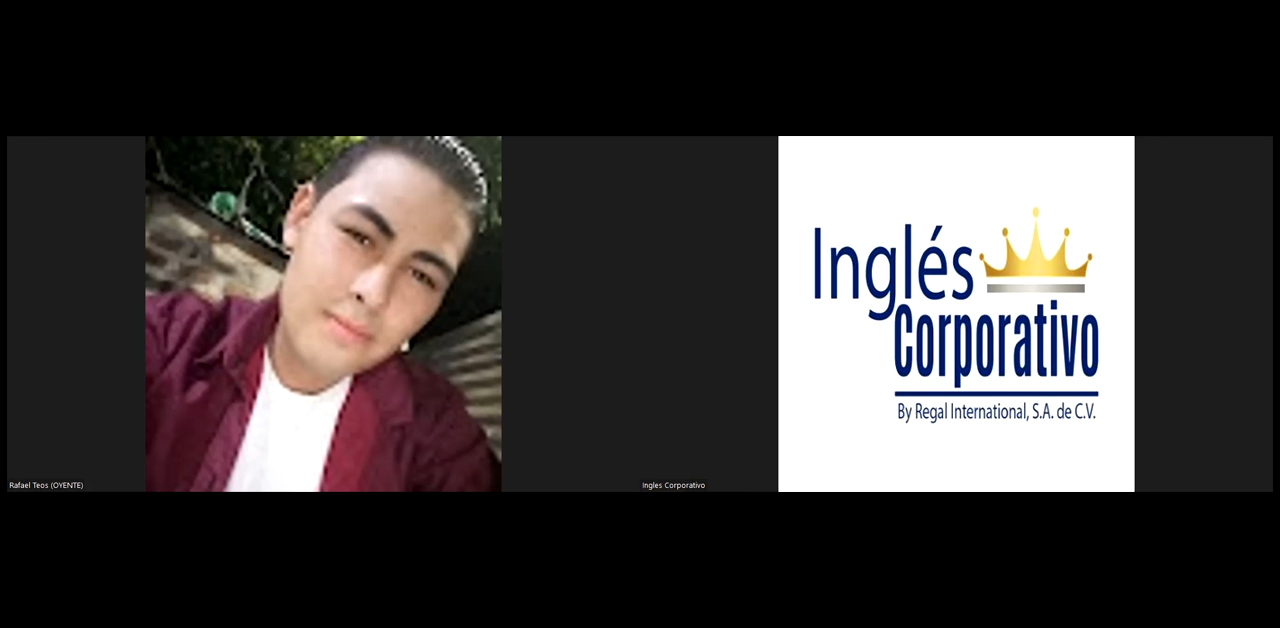 Inglés
Corporativo
By Regal International, S.A. de C.V.
Rafael Teos (OYENTE)
Ingles Corporativo